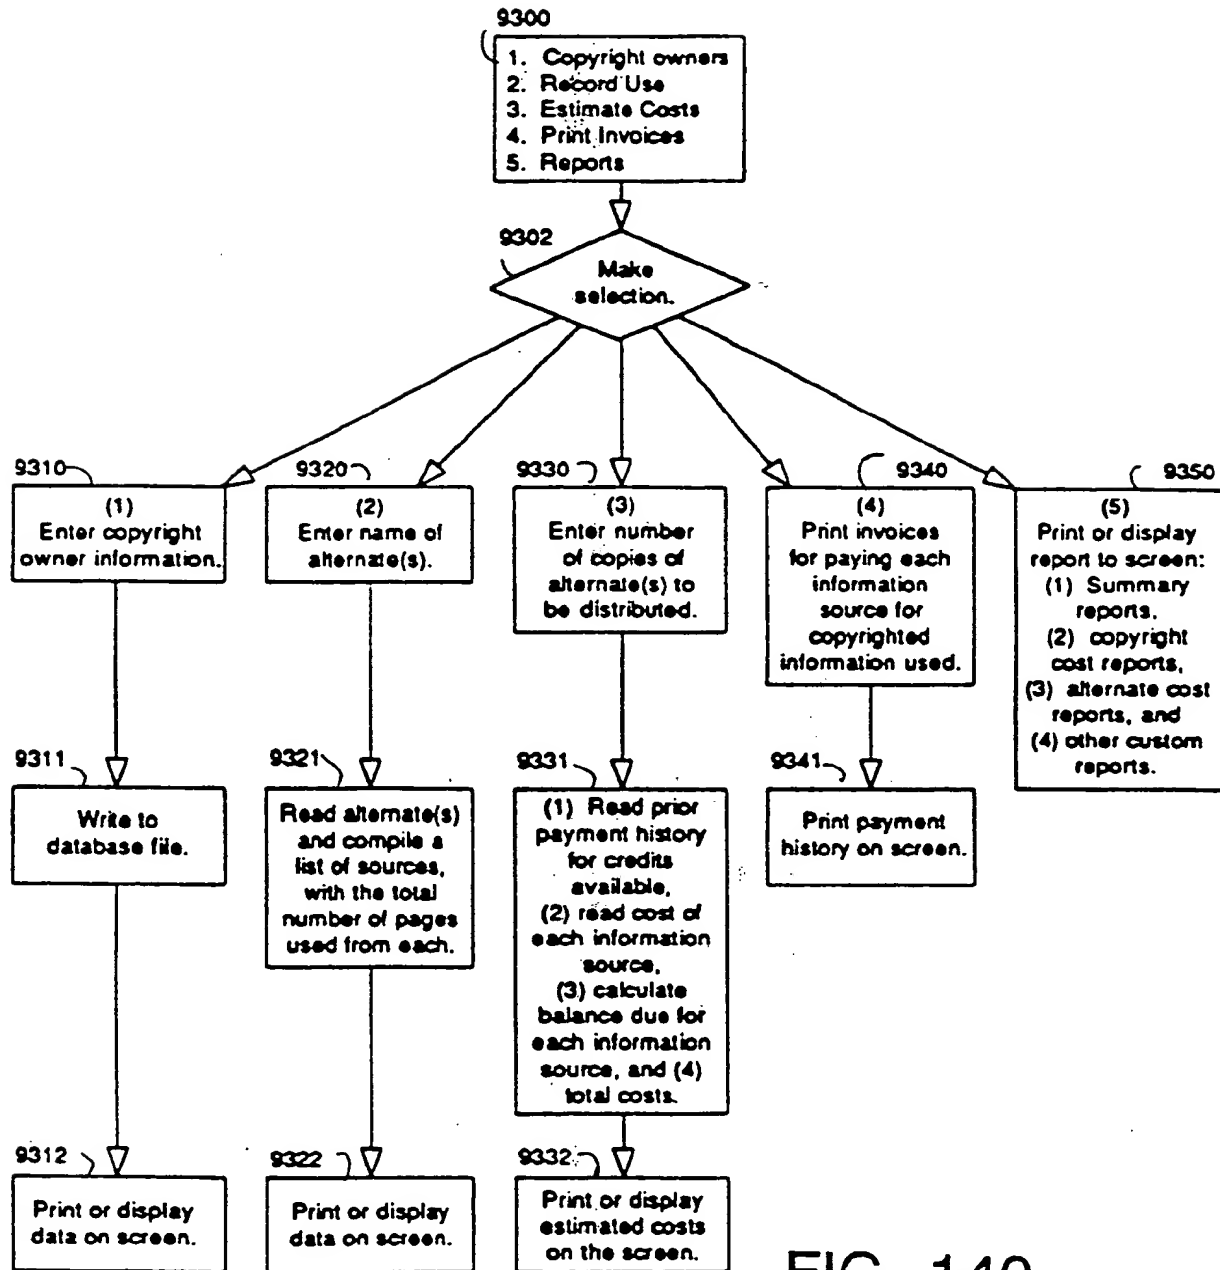 9300
1. Copyright owners
2. Record Use
3. Estimate Costs
4. Print Invoices
5. Reports
9302
Make
selection.
9310
(1)
Enter copyright
owner information.
9320
(2)
Enter name of
alternate(s).
9330
(3)
Enter number
of copies of
alternate(s) to
be distributed.
9340
(4)
Print invoices
for paying each
information
source for
copyrighted
information used.
9350
(5)
Print or display
report to screen:
(1) Summary
reports,
(2) copyright
cost reports,
(3) alternate cost
reports, and
(4) other custom
reports.
9311
Write to
database file.
9321
Read alternate(s)
and compile a
list of sources,
with the total
number of pages
used from each.
9331
(1) Read prior
payment history
for credits
available,
(2) read cost of
each information
source,
(3) calculate
balance due for
each information
source, and (4)
total costs.
9341
Print payment
history on screen.
9312
Print or display
data on screen.
9322
Print or display
data on screen.
9332
Print or display
estimated costs
on the screen.